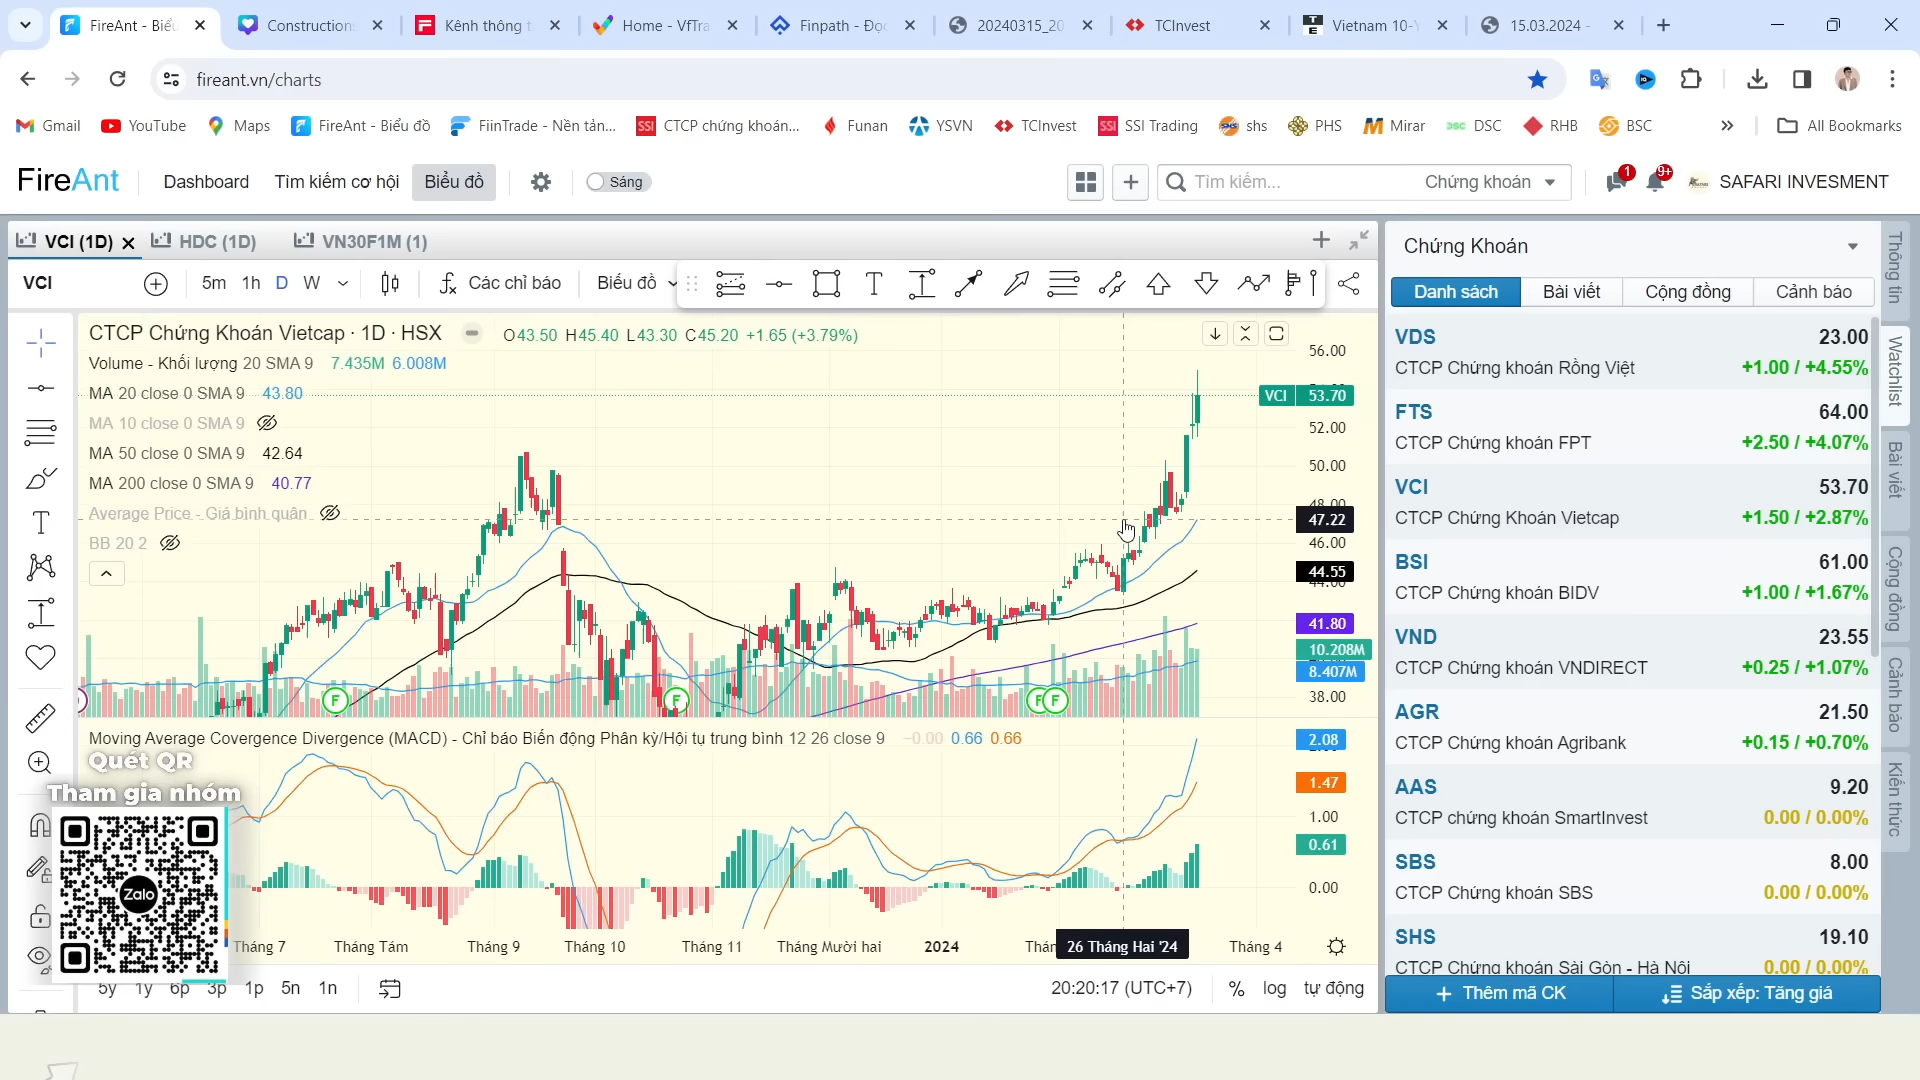 FireAnt - Biểu
Constructions
Kênh thông t
Home - VfTra
Finpath - Đọc
20240315_20
TCInvest
Vietnam 10-Y
15.03.2024 -
fireant.vn/charts
Gmail
YouTube
Maps
FireAnt - Biểu đồ
FiinTrade - Nền tản...
SSI CTCP chứng khoán...
Funan
YSVN
TCInvest
SSI SSI Trading
shs
PHS
Mirar
DSC
RHB
BSC
All Bookmarks
FireAnt
Dashboard
Tìm kiếm cơ hội
Biểu đồ
Sáng
Tìm kiếm...
Chứng khoán
1
9+
SAFARI INVESMENT
VCI (1D)
HDC (1D)
VN30F1M (1)
VCI
5m 1h D W
Các chỉ báo
Biểu đồ
CTCP Chứng Khoán Vietcap · 1D · HSX
O43.50 H45.40 L43.30 C45.20 +1.65 (+3.79%)
Volume - Khối lượng 20 SMA 9 7.435M 6.008M
MA 20 close 0 SMA 9 43.80
MA 10 close 0 SMA 9
MA 50 close 0 SMA 9 42.64
MA 200 close 0 SMA 9 40.77
Average Price - Giá bình quân
BB 20 2
56.00
VCI 53.70
52.00
50.00
48.00
47.22
46.00
44.55
44.00
41.80
10.208M
8.407M
38.00
F
F
F
F
Moving Average Covergence Divergence (MACD) - Chỉ báo Biến động Phân kỳ/Hội tụ trung bình 12 26 close 9 −0.00 0.66 0.66
2.08
1.47
1.00
0.61
0.00
Quét QR
Tham gia nhóm
Zalo
Tháng 7
Tháng Tám
Tháng 9
Tháng 10
Tháng 11
Tháng Mười hai
2024
Thán
26 Tháng Hai '24
Tháng 4
5y 1y 6p 3p 1p 5n 1n
20:20:17 (UTC+7)
% log tự động
Chứng Khoán
Danh sách
Bài viết
Cộng đồng
Cảnh báo
VDS 23.00
CTCP Chứng khoán Rồng Việt +1.00 / +4.55%
FTS 64.00
CTCP Chứng khoán FPT +2.50 / +4.07%
VCI 53.70
CTCP Chứng Khoán Vietcap +1.50 / +2.87%
BSI 61.00
CTCP Chứng khoán BIDV +1.00 / +1.67%
VND 23.55
CTCP Chứng khoán VNDIRECT +0.25 / +1.07%
AGR 21.50
CTCP Chứng khoán Agribank +0.15 / +0.70%
AAS 9.20
CTCP chứng khoán SmartInvest 0.00 / 0.00%
SBS 8.00
CTCP Chứng khoán SBS 0.00 / 0.00%
SHS 19.10
CTCP Chứng khoán Sài Gòn - Hà Nội 0.00 / 0.00%
Thêm mã CK
Sắp xếp: Tăng giá
Thông tin
Watchlist
Bài viết
Cộng đồng
Cảnh báo
Kiến thức